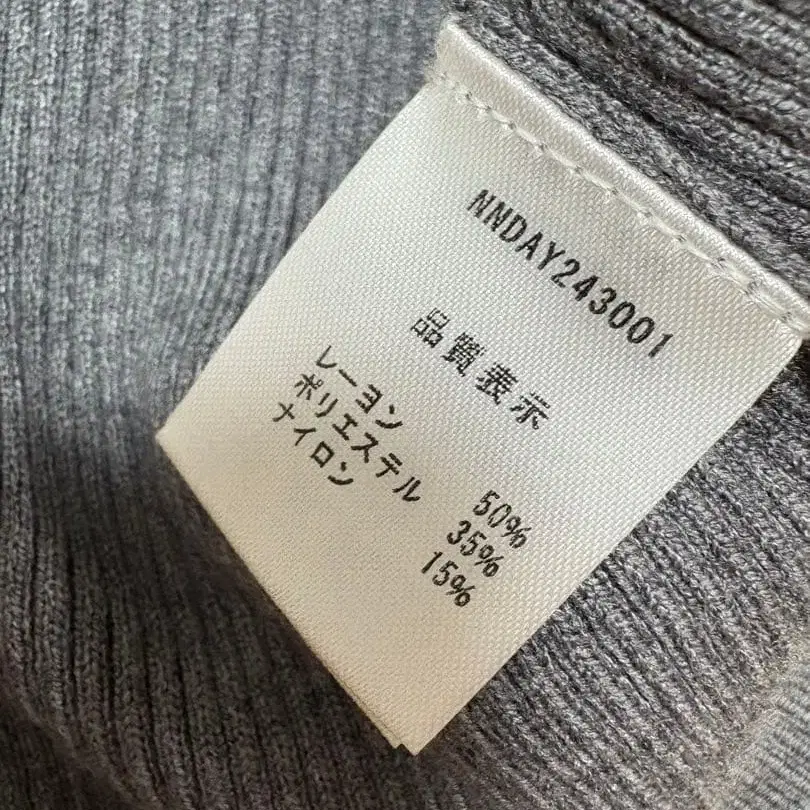 NNDAY243001
品質表示
レーヨン 50%
ポリエステル 35%
ナイロン 15%